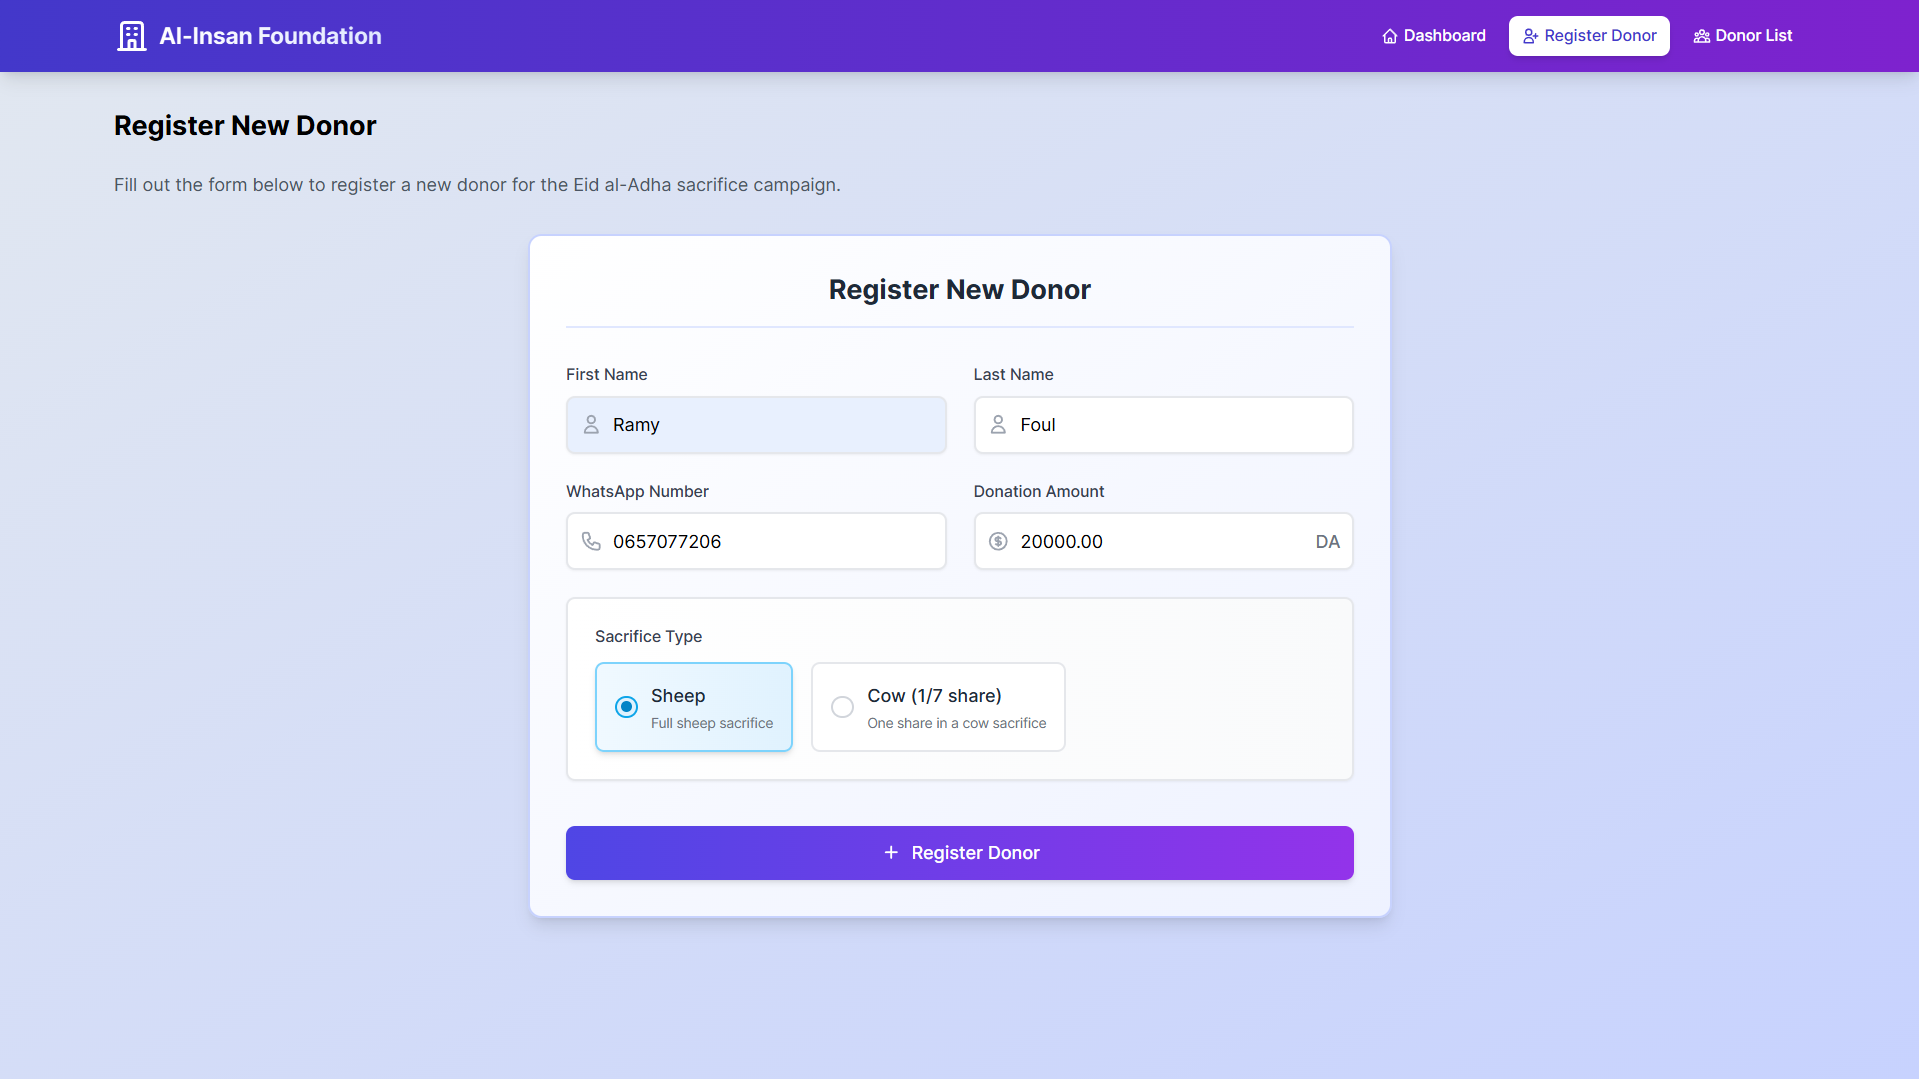 Al-Insan Foundation
Dashboard
Register Donor
Donor List
Register New Donor
Fill out the form below to register a new donor for the Eid al-Adha sacrifice campaign.
Register New Donor
First Name
Last Name
Ramy
Foul
WhatsApp Number
Donation Amount
0657077206
20000.00 DA
Sacrifice Type
Sheep
Full sheep sacrifice
Cow (1/7 share)
One share in a cow sacrifice
+ Register Donor